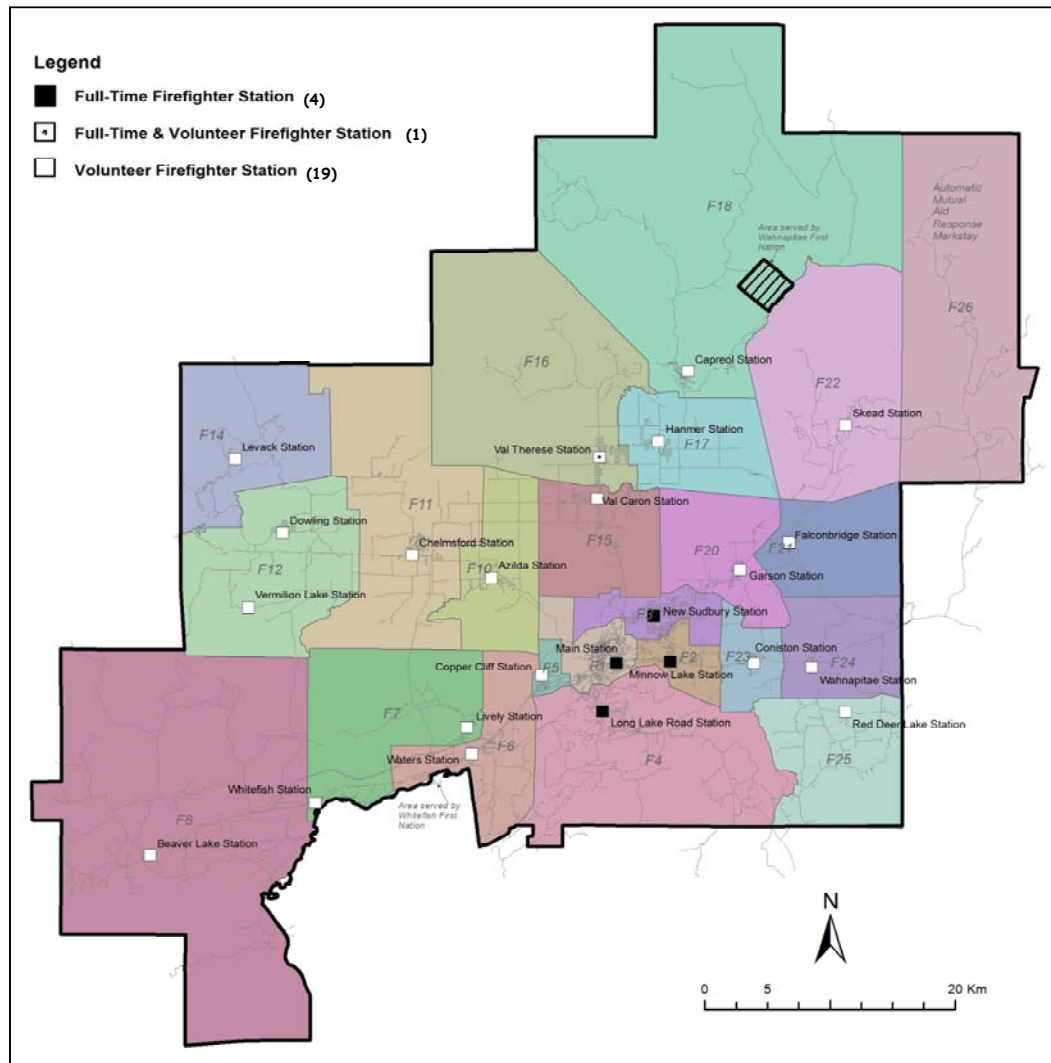 Legend
Full-Time Firefighter Station (4)
Full-Time & Volunteer Firefighter Station (1)
Volunteer Firefighter Station (19)
Automatic
Mutual
Aid
Response
Markstay
F18
Area served by
Wahnapitae First
Nation
F26
F16
Capreol Station
F22
Skead Station
Hanmer Station
F17
F14
Levack Station
Val Therese Station
Val Caron Station
F11
Dowling Station
Chelmsford Station
F15
F20
F21
Falconbridge Station
F12
F10
Azilda Station
Garson Station
Vermilion Lake Station
New Sudbury Station
Main Station
F1
F2
Minnow Lake Station
Copper Cliff Station
F5
F23
Coniston Station
F24
Wahnapitae Station
F7
Lively Station
Long Lake Road Station
Red Deer Lake Station
Waters Station
F6
F4
F25
Whitefish Station
Area served by
Whitefish First
Nation
F8
Beaver Lake Station
N
0 5 20 Km